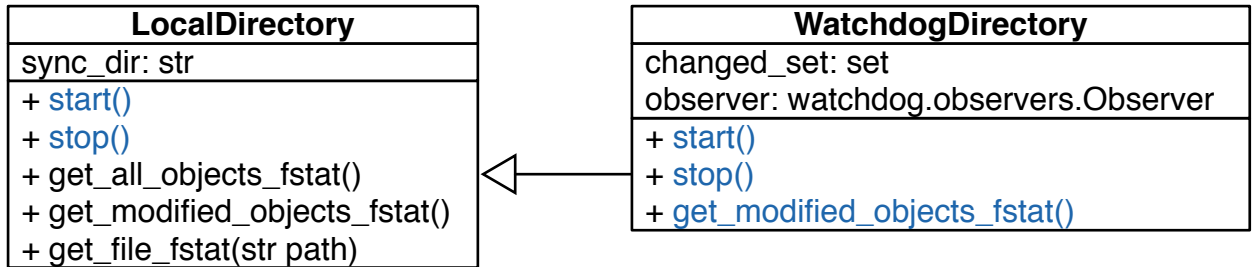 LocalDirectory
sync_dir: str
+ start()
+ stop()
+ get_all_objects_fstat()
+ get_modified_objects_fstat()
+ get_file_fstat(str path)
WatchdogDirectory
changed_set: set
observer: watchdog.observers.Observer
+ start()
+ stop()
+ get_modified_objects_fstat()